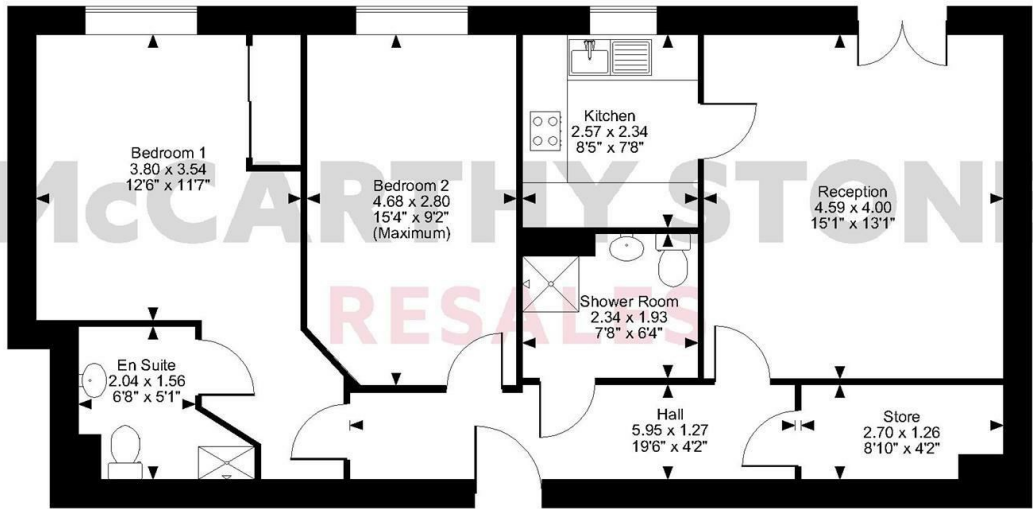 Bedroom 1
3.80 x 3.54
12'6" x 11'7"
Bedroom 2
4.68 x 2.80
15'4" x 9'2"
(Maximum)
Kitchen
2.57 x 2.34
8'5" x 7'8"
Reception
4.59 x 4.00
15'1" x 13'1"
McCARTHY STONE
RESALES
Shower Room
2.34 x 1.93
7'8" x 6'4"
En Suite
2.04 x 1.56
6'8" x 5'1"
Hall
5.95 x 1.27
19'6" x 4'2"
Store
2.70 x 1.26
8'10" x 4'2"